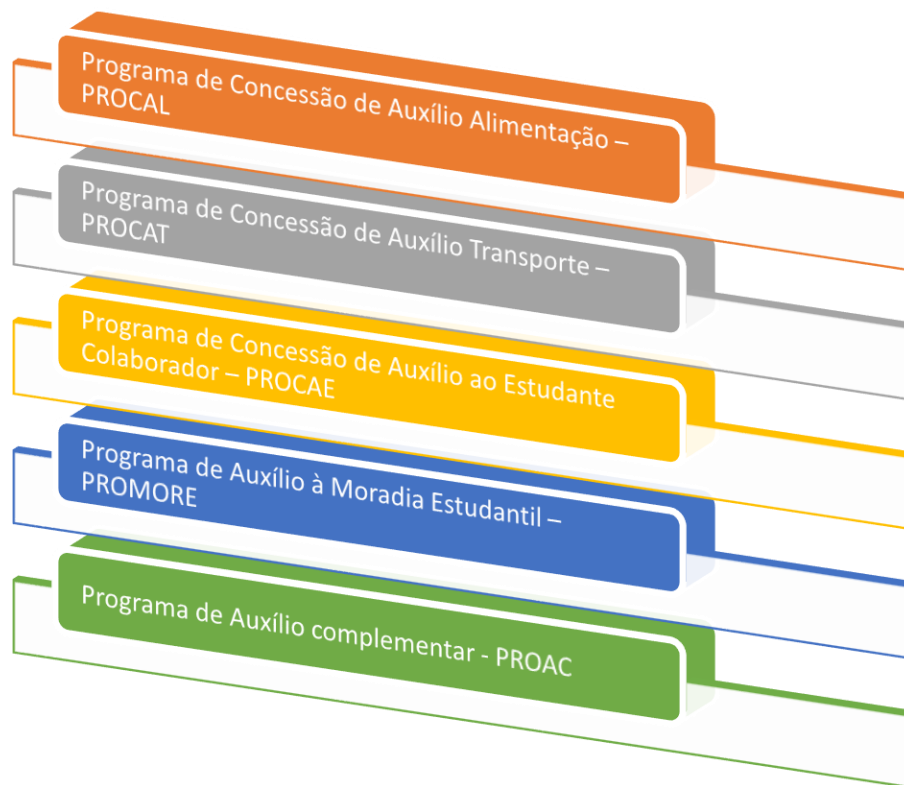 Programa de Concessão de Auxílio Alimentação –
PROCAL
Programa de Concessão de Auxílio Transporte –
PROCAT
Programa de Concessão de Auxílio ao Estudante
Colaborador – PROCAE
Programa de Auxílio à Moradia Estudantil –
PROMORE
Programa de Auxílio complementar - PROAC